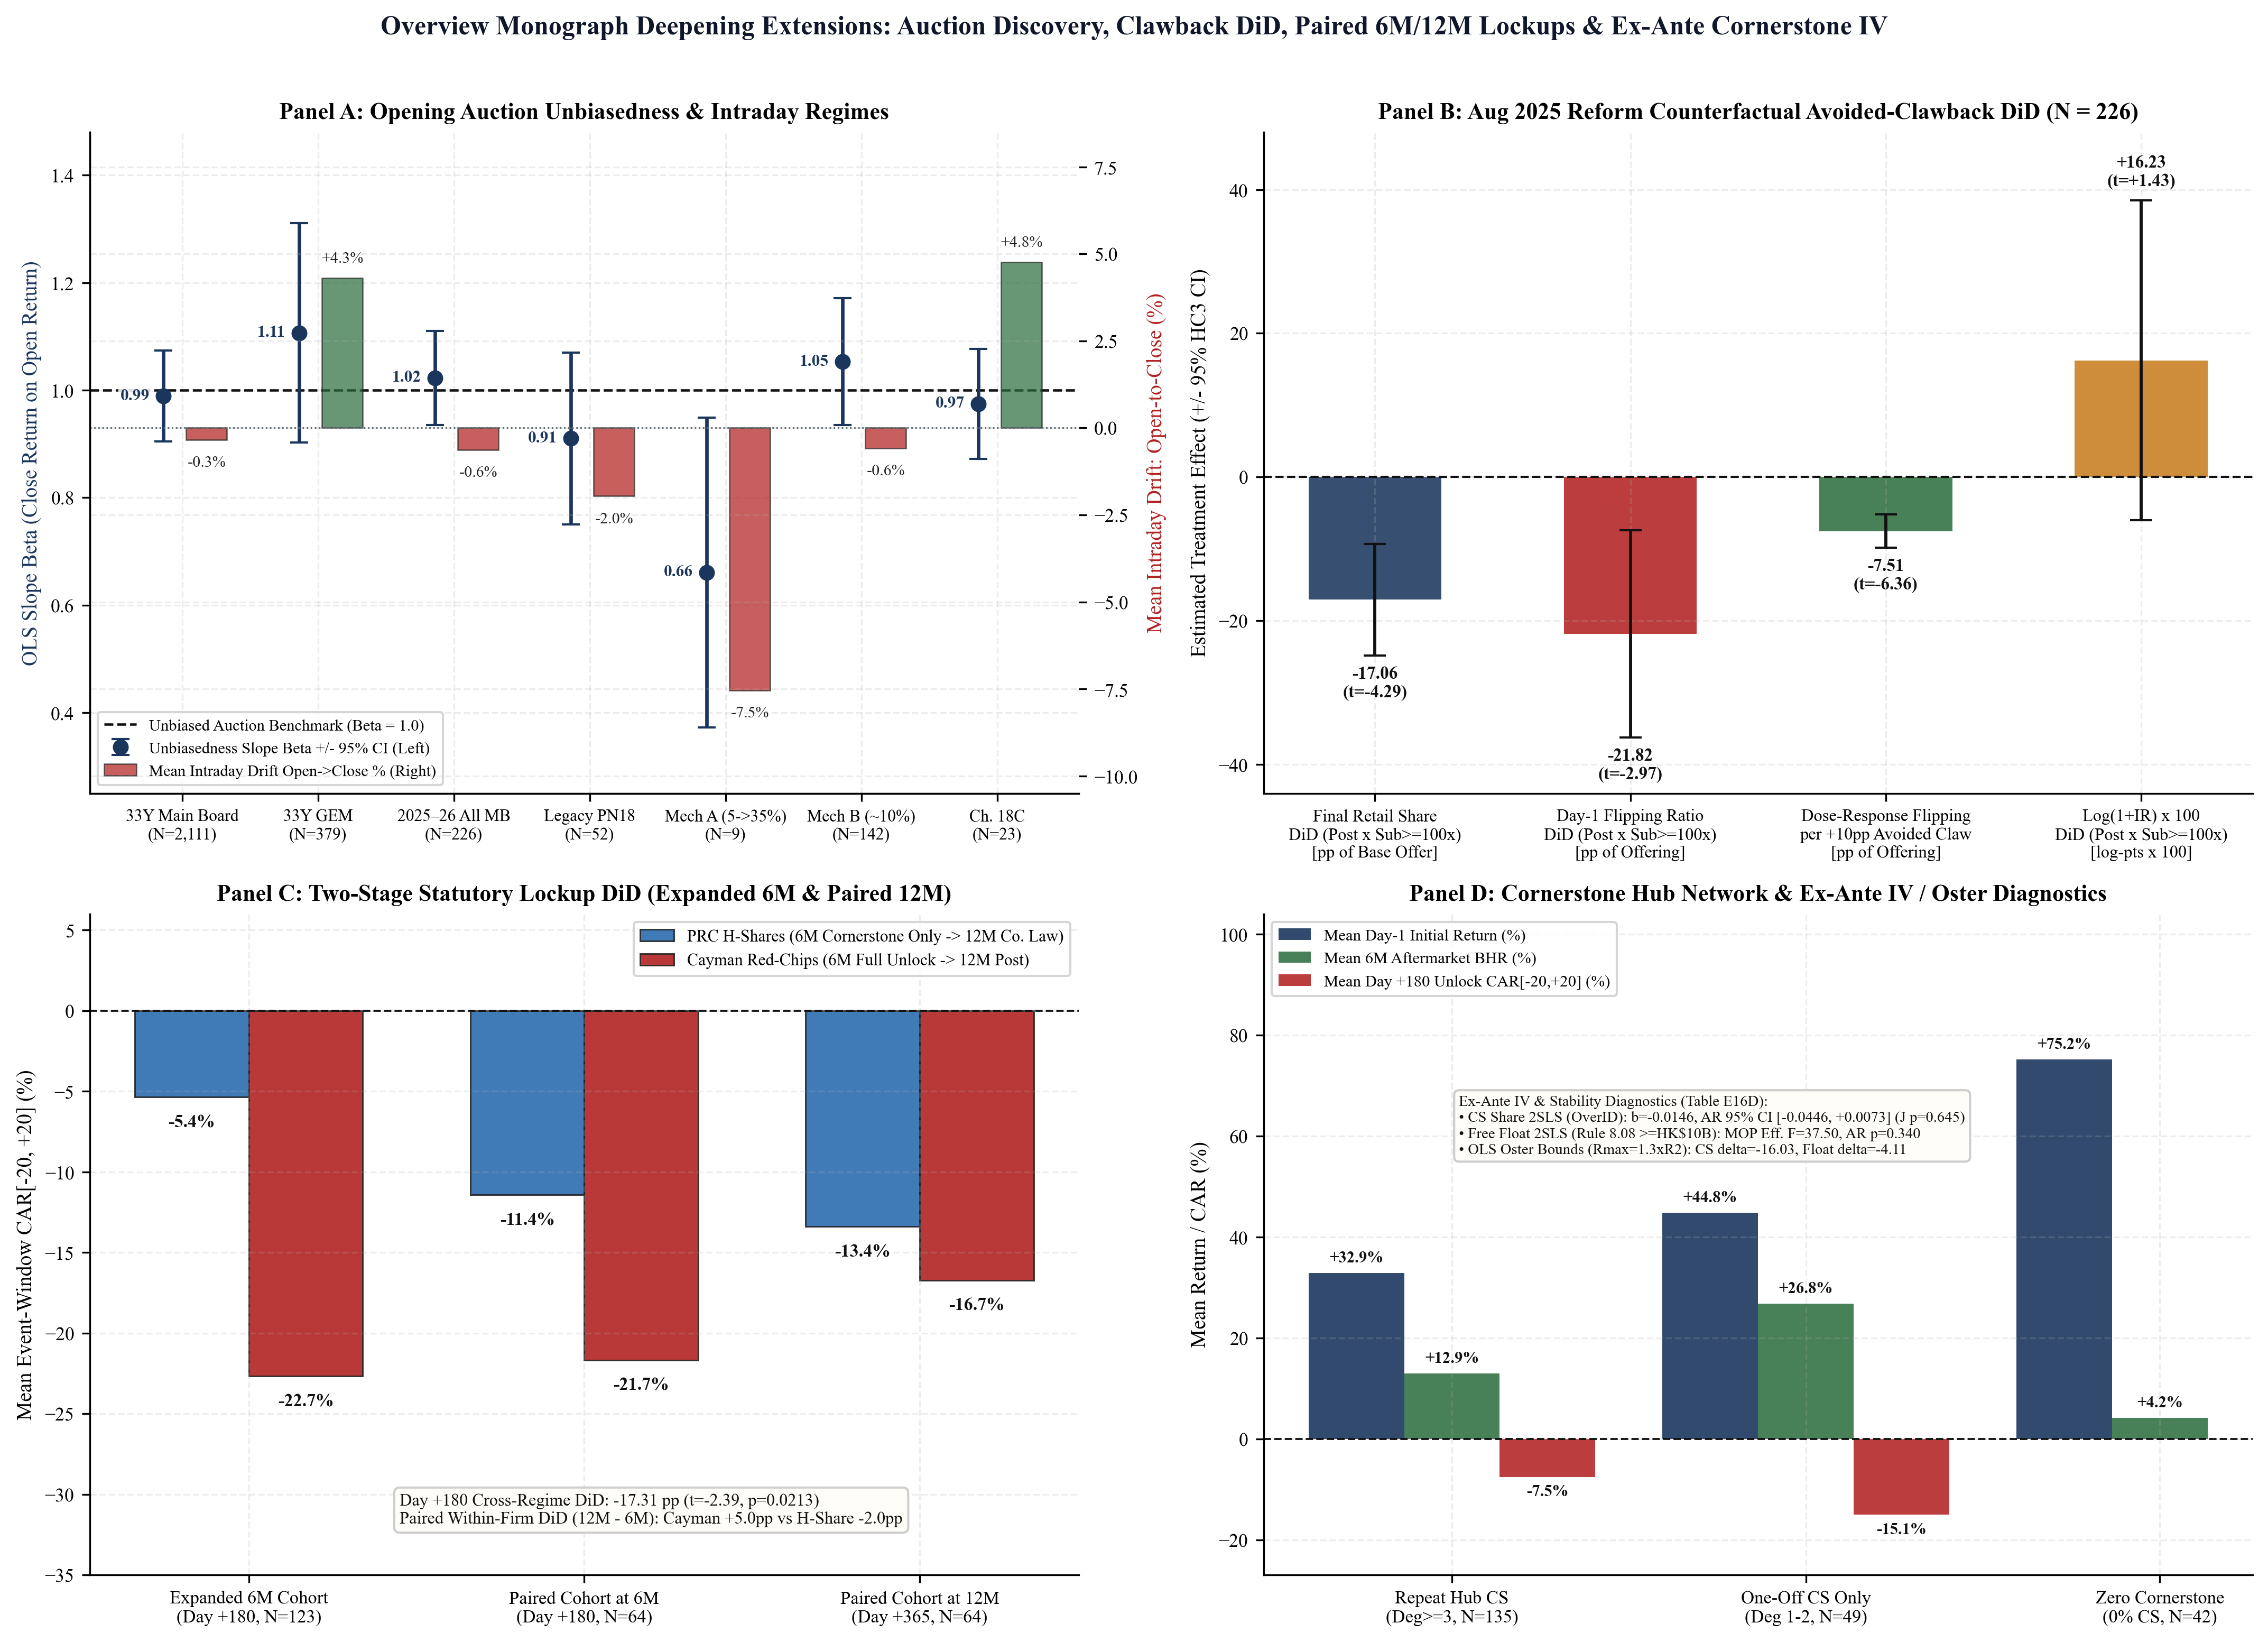 Overview Monograph Deepening Extensions: Auction Discovery, Clawback DiD, Paired 6M/12M Lockups & Ex-Ante Cornerstone IV
Panel A: Opening Auction Unbiasedness & Intraday Regimes
OLS Slope Beta (Close Return on Open Return)
1.4
1.2
1.0
0.8
0.6
0.4
0.99
1.11
1.02
0.91
0.66
1.05
0.97
-0.3%
+4.3%
-0.6%
-2.0%
-7.5%
-0.6%
+4.8%
7.5
5.0
2.5
0.0
−2.5
−5.0
−7.5
−10.0
Mean Intraday Drift: Open-to-Close (%)
Unbiased Auction Benchmark (Beta = 1.0)
Unbiasedness Slope Beta +/- 95% CI (Left)
Mean Intraday Drift Open->Close % (Right)
33Y Main Board
(N=2,111)
33Y GEM
(N=379)
2025–26 All MB
(N=226)
Legacy PN18
(N=52)
Mech A (5->35%)
(N=9)
Mech B (~10%)
(N=142)
Ch. 18C
(N=23)
Panel B: Aug 2025 Reform Counterfactual Avoided-Clawback DiD (N = 226)
Estimated Treatment Effect (+/- 95% HC3 CI)
40
20
0
−20
−40
-17.06
(t=-4.29)
-21.82
(t=-2.97)
-7.51
(t=-6.36)
+16.23
(t=+1.43)
Final Retail Share
DiD (Post x Sub>=100x)
[pp of Base Offer]
Day-1 Flipping Ratio
DiD (Post x Sub>=100x)
[pp of Offering]
Dose-Response Flipping
per +10pp Avoided Claw
[pp of Offering]
Log(1+IR) x 100
DiD (Post x Sub>=100x)
[log-pts x 100]
Panel C: Two-Stage Statutory Lockup DiD (Expanded 6M & Paired 12M)
Mean Event-Window CAR[-20, +20] (%)
5
0
−5
−10
−15
−20
−25
−30
−35
PRC H-Shares (6M Cornerstone Only -> 12M Co. Law)
Cayman Red-Chips (6M Full Unlock -> 12M Post)
-5.4%
-22.7%
-11.4%
-21.7%
-13.4%
-16.7%
Day +180 Cross-Regime DiD: -17.31 pp (t=-2.39, p=0.0213)
Paired Within-Firm DiD (12M - 6M): Cayman +5.0pp vs H-Share -2.0pp
Expanded 6M Cohort
(Day +180, N=123)
Paired Cohort at 6M
(Day +180, N=64)
Paired Cohort at 12M
(Day +365, N=64)
Panel D: Cornerstone Hub Network & Ex-Ante IV / Oster Diagnostics
Mean Return / CAR (%)
100
80
60
40
20
0
−20
Mean Day-1 Initial Return (%)
Mean 6M Aftermarket BHR (%)
Mean Day +180 Unlock CAR[-20,+20] (%)
Ex-Ante IV & Stability Diagnostics (Table E16D):
• CS Share 2SLS (OverID): b=-0.0146, AR 95% CI [-0.0446, +0.0073] (J p=0.645)
• Free Float 2SLS (Rule 8.08 >=HK$10B): MOP Eff. F=37.50, AR p=0.340
• OLS Oster Bounds (Rmax=1.3xR2): CS delta=-16.03, Float delta=-4.11
+32.9%
+12.9%
-7.5%
+44.8%
+26.8%
-15.1%
+75.2%
+4.2%
Repeat Hub CS
(Deg>=3, N=135)
One-Off CS Only
(Deg 1-2, N=49)
Zero Cornerstone
(0% CS, N=42)